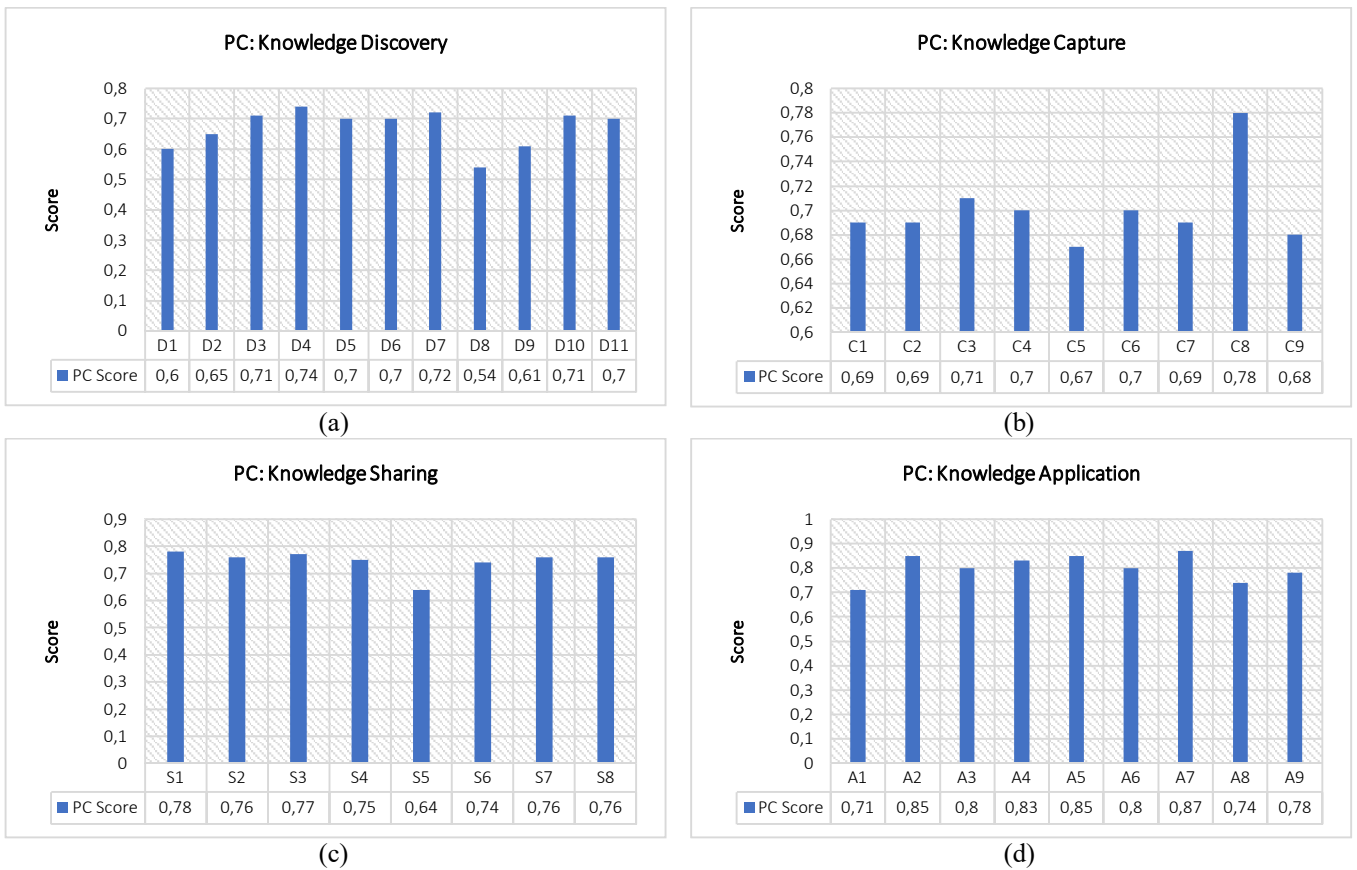 PC: Knowledge Discovery
Score
0,8
0,7
0,6
0,5
0,4
0,3
0,2
0,1
0
D1 D2 D3 D4 D5 D6 D7 D8 D9 D10 D11
PC Score 0,6 0,65 0,71 0,74 0,7 0,7 0,72 0,54 0,61 0,71 0,7
(a)
PC: Knowledge Capture
Score
0,8
0,78
0,76
0,74
0,72
0,7
0,68
0,66
0,64
0,62
0,6
C1 C2 C3 C4 C5 C6 C7 C8 C9
PC Score 0,69 0,69 0,71 0,7 0,67 0,7 0,69 0,78 0,68
(b)
PC: Knowledge Sharing
Score
0,9
0,8
0,7
0,6
0,5
0,4
0,3
0,2
0,1
0
S1 S2 S3 S4 S5 S6 S7 S8
PC Score 0,78 0,76 0,77 0,75 0,64 0,74 0,76 0,76
(c)
PC: Knowledge Application
Score
1
0,9
0,8
0,7
0,6
0,5
0,4
0,3
0,2
0,1
0
A1 A2 A3 A4 A5 A6 A7 A8 A9
PC Score 0,71 0,85 0,8 0,83 0,85 0,8 0,87 0,74 0,78
(d)